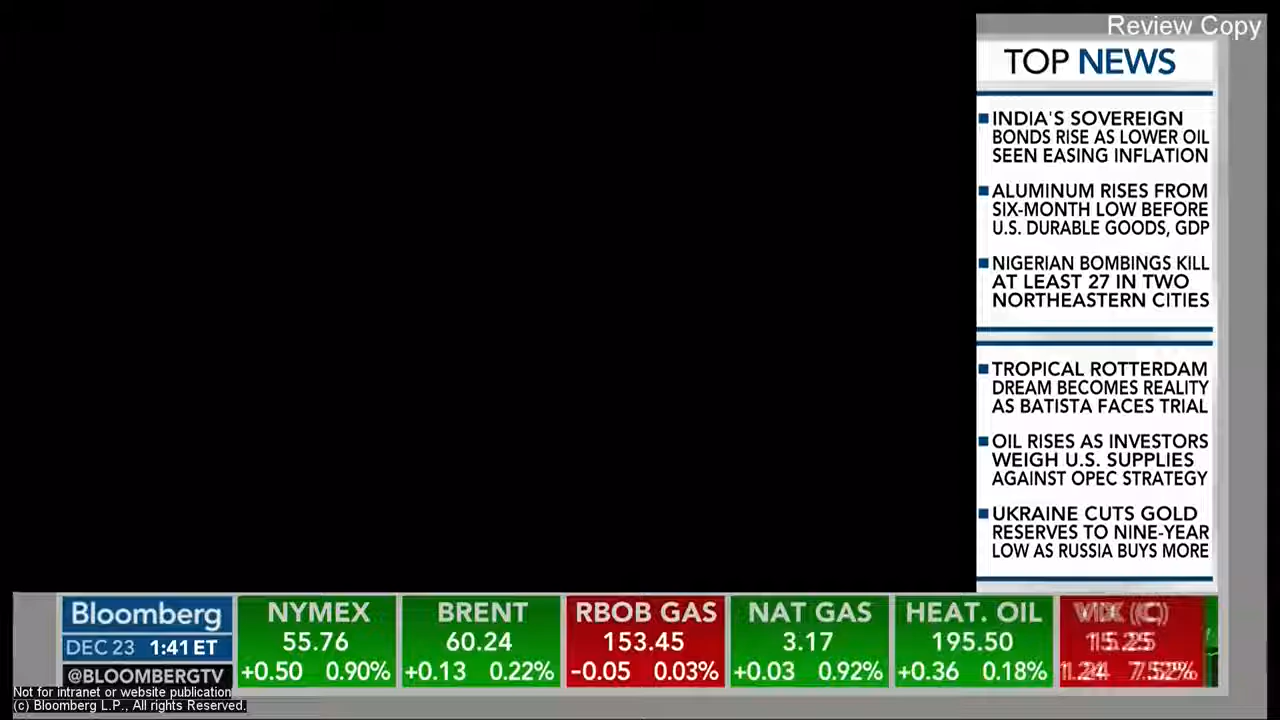 Review Copy
TOP NEWS
INDIA'S SOVEREIGN
BONDS RISE AS LOWER OIL
SEEN EASING INFLATION
ALUMINUM RISES FROM
SIX-MONTH LOW BEFORE
U.S. DURABLE GOODS, GDP
NIGERIAN BOMBINGS KILL
AT LEAST 27 IN TWO
NORTHEASTERN CITIES
TROPICAL ROTTERDAM
DREAM BECOMES REALITY
AS BATISTA FACES TRIAL
OIL RISES AS INVESTORS
WEIGH U.S. SUPPLIES
AGAINST OPEC STRATEGY
UKRAINE CUTS GOLD
RESERVES TO NINE-YEAR
LOW AS RUSSIA BUYS MORE
Bloomberg
DEC 23 1:41 ET
@BLOOMBERGTV
NYMEX
55.76
+0.50 0.90%
BRENT
60.24
+0.13 0.22%
RBOB GAS
153.45
-0.05 0.03%
NAT GAS
3.17
+0.03 0.92%
HEAT. OIL
195.50
+0.36 0.18%
15.25
1.24 7.52%
Not for intranet or website publication
(c) Bloomberg L.P., All rights Reserved.